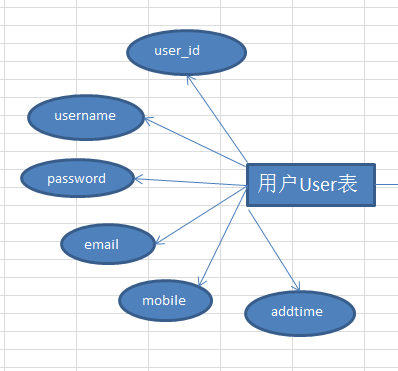 user_id
username
password
用户User表
email
mobile
addtime